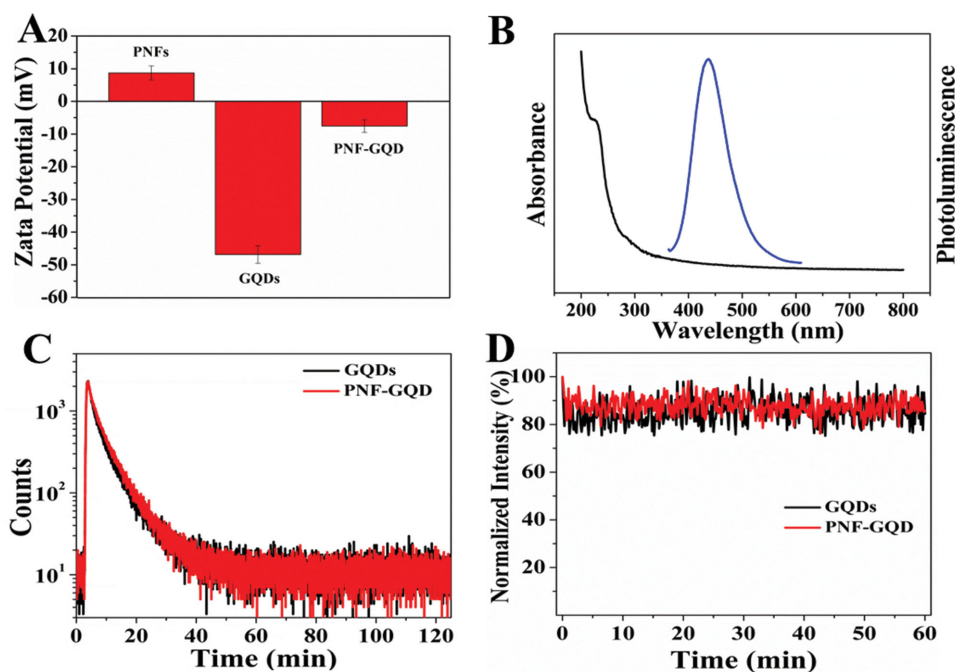 A
Zata Potential (mV)
20
10
0
-10
-20
-30
-40
-50
-60
PNFs
GQDs
PNF-GQD
B
Absorbance
Photoluminescence
200 300 400 500 600 700 800
Wavelength (nm)
C
Counts
10³
10²
10¹
GQDs
PNF-GQD
0 20 40 60 80 100 120
Time (min)
D
Normalized Intensity (%)
100
80
60
40
20
GQDs
PNF-GQD
0 10 20 30 40 50 60
Time (min)